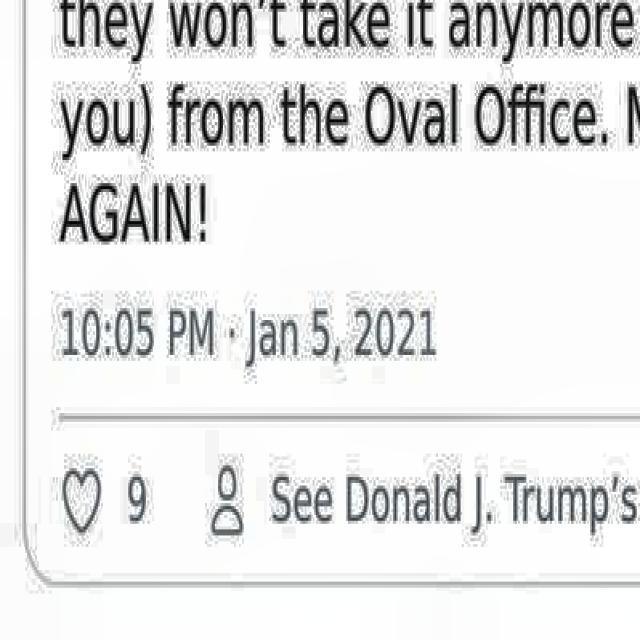 they won't take it anymore
you) from the Oval Office.
AGAIN!
10:05 PM · Jan 5, 2021
9 See Donald J. Trump's